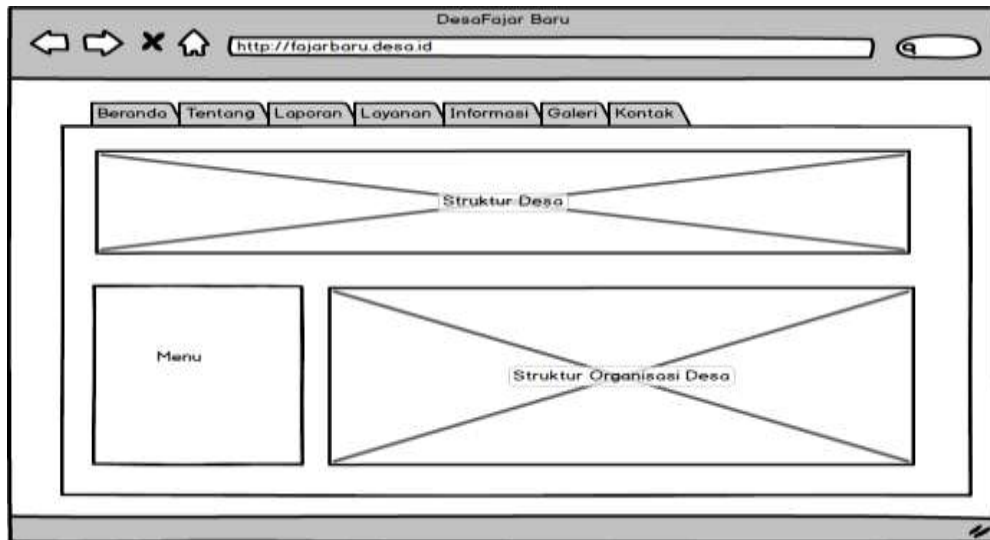 DesaFajar Baru
http://fajarbaru.desa.id
Beranda Tentang Laporan Layanan Informasi Galeri Kontak
Struktur Desa
Menu
Struktur Organisasi Desa